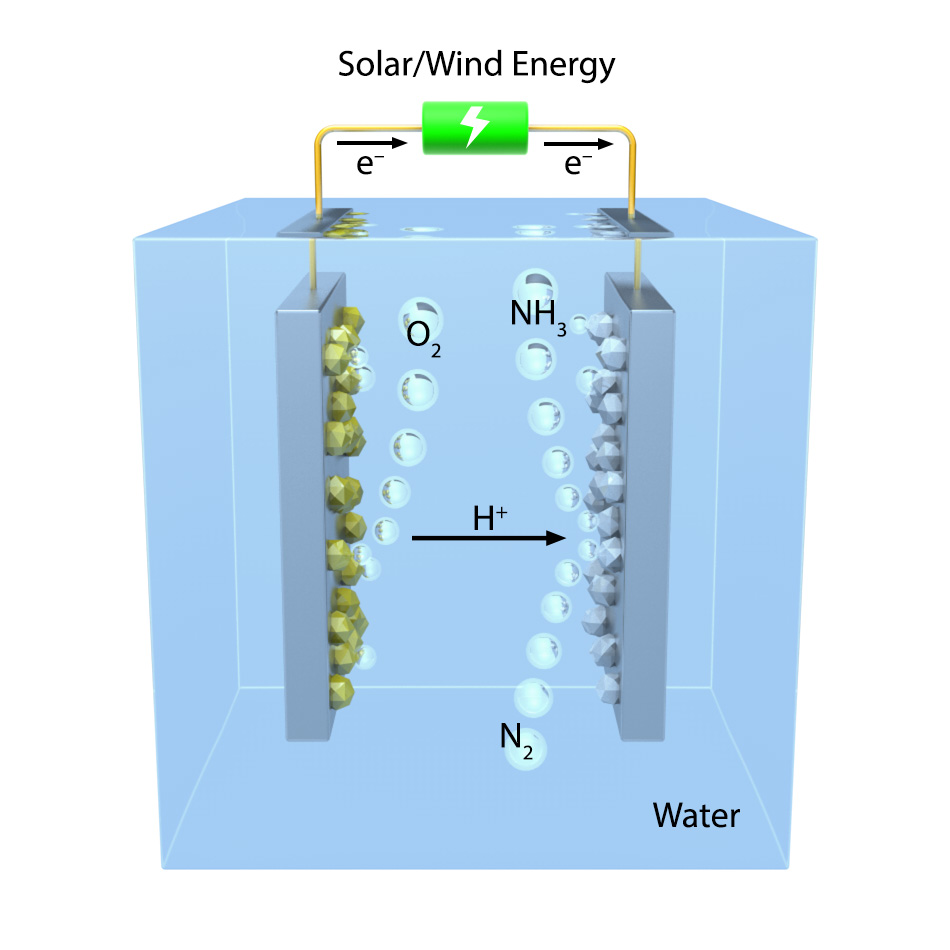 Solar/Wind Energy
e⁻
e⁻
NH₃
O₂
H⁺
N₂
Water